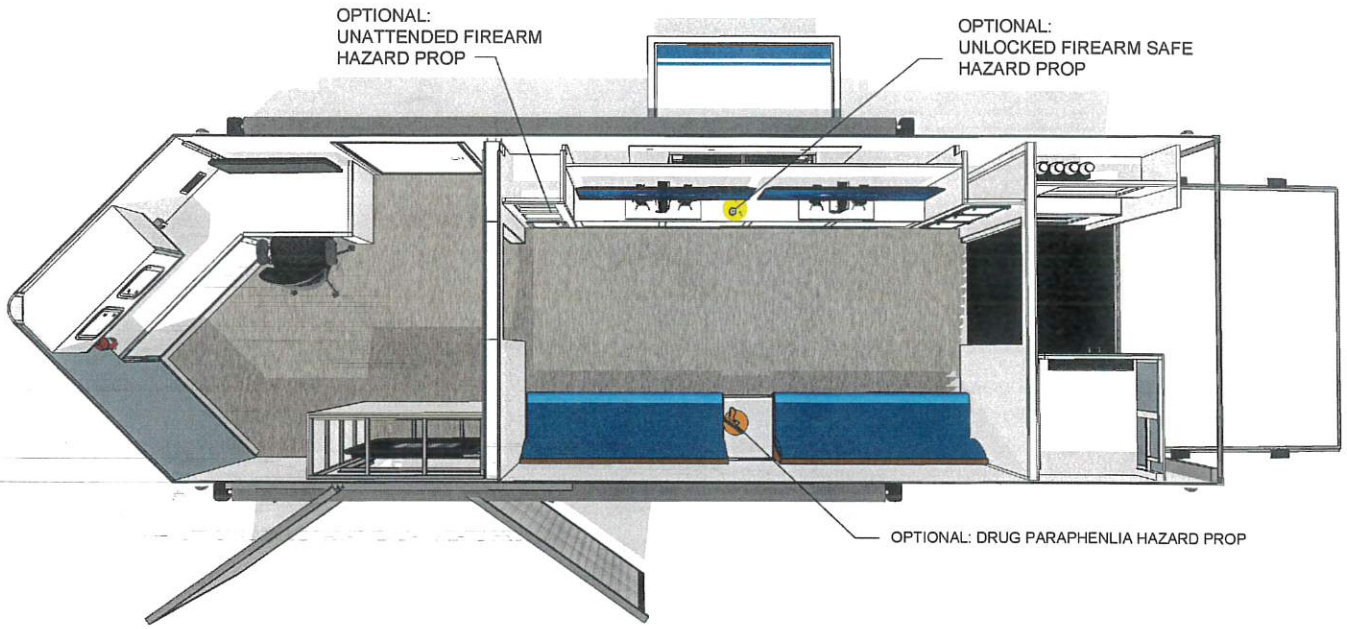 OPTIONAL:
UNATTENDED FIREARM
HAZARD PROP
OPTIONAL:
UNLOCKED FIREARM SAFE
HAZARD PROP
OPTIONAL: DRUG PARAPHENLIA HAZARD PROP